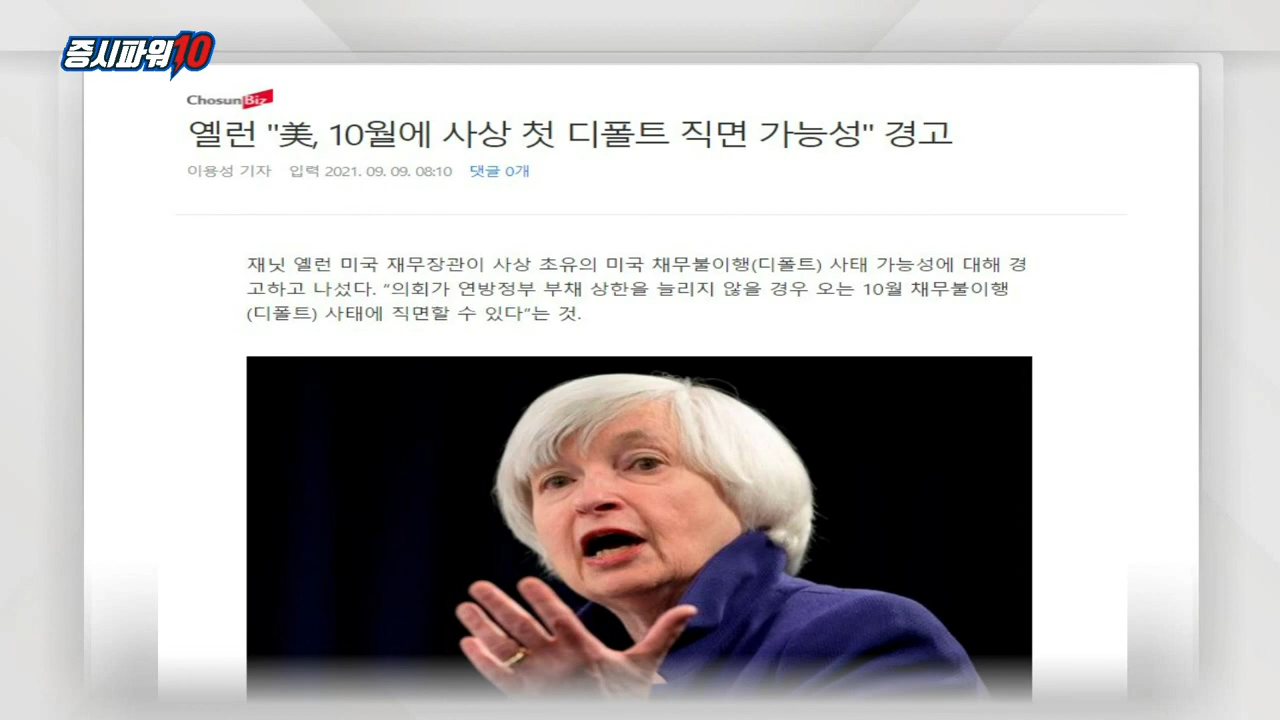 증시파워10
ChosunBiz
옐런 "美, 10월에 사상 첫 디폴트 직면 가능성" 경고
이용성 기자 입력 2021. 09. 09. 08:10 댓글 0개
재닛 옐런 미국 재무장관이 사상 초유의 미국 채무불이행(디폴트) 사태 가능성에 대해 경
고하고 나섰다. “의회가 연방정부 부채 상한을 늘리지 않을 경우 오는 10월 채무불이행
(디폴트) 사태에 직면할 수 있다”는 것.